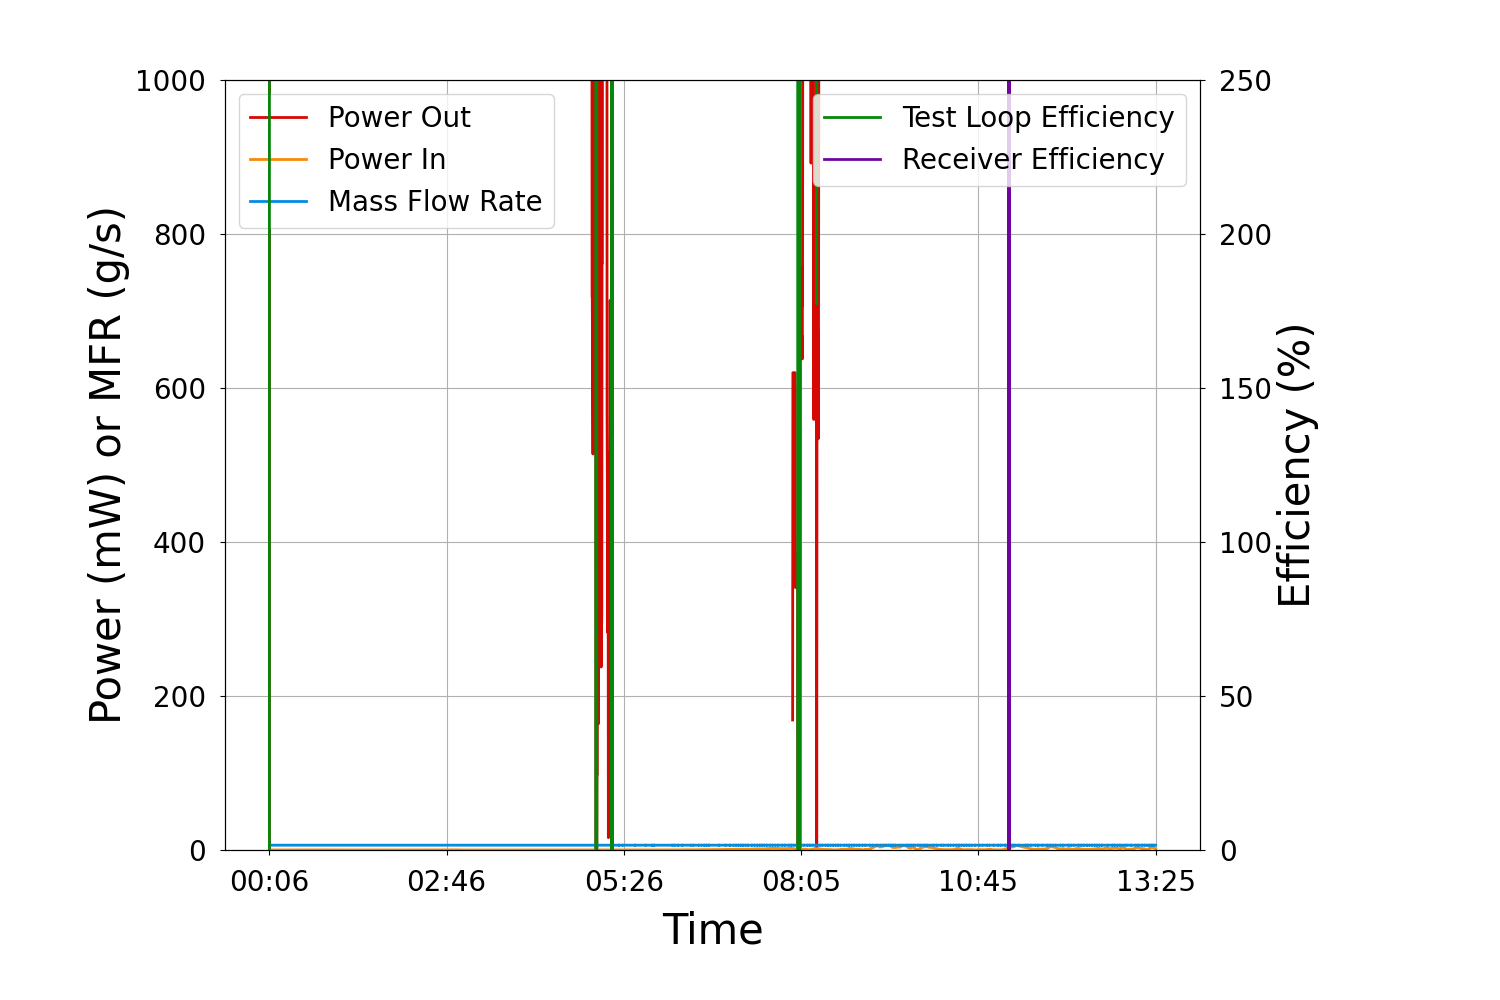 Power (mW) or MFR (g/s)
1000
800
600
400
200
0
Power Out
Power In
Mass Flow Rate
Test Loop Efficiency
Receiver Efficiency
250
200
150
100
50
0
Efficiency (%)
00:06 02:46 05:26 08:05 10:45 13:25
Time